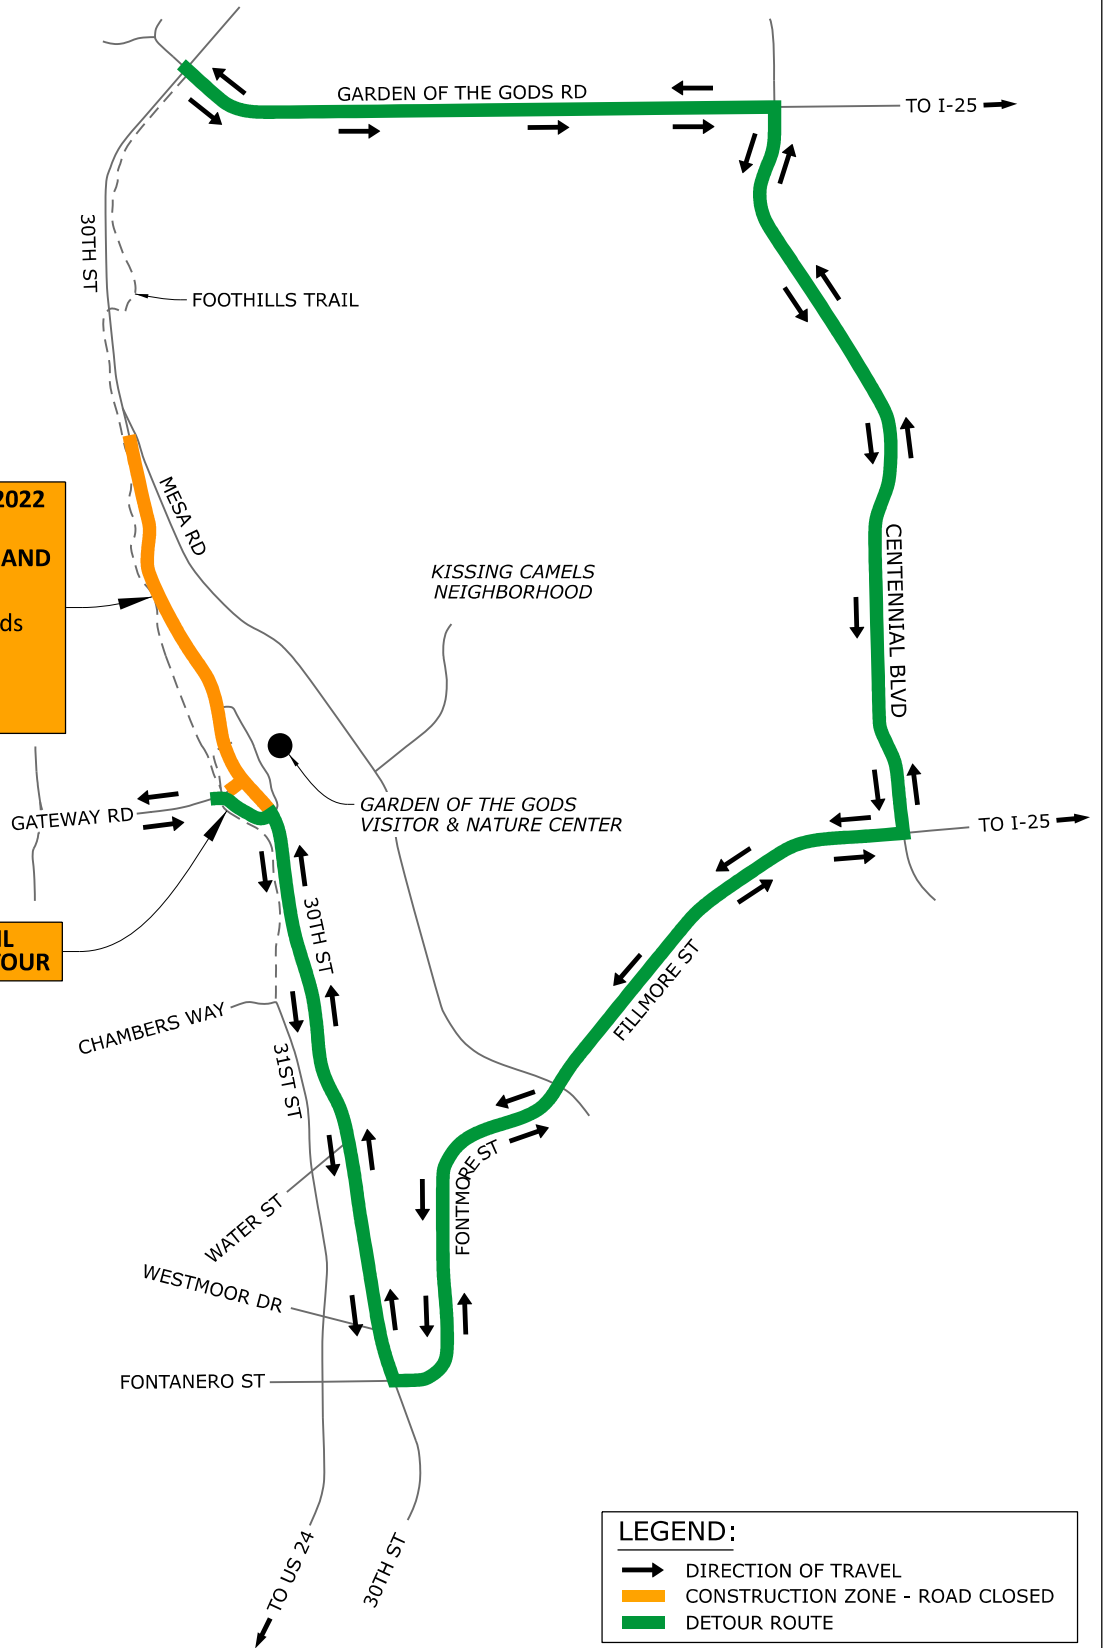 GARDEN OF THE GODS RD
TO I-25
30TH ST
FOOTHILLS TRAIL
MESA RD
2022
AND
ds
KISSING CAMELS
NEIGHBORHOOD
CENTENNIAL BLVD
GATEWAY RD
GARDEN OF THE GODS
VISITOR & NATURE CENTER
TO I-25
30TH ST
IL
TOUR
FILLMORE ST
CHAMBERS WAY
31ST ST
FONTMORE ST
WATER ST
WESTMOOR DR
FONTANERO ST
TO US 24
30TH ST
LEGEND:
DIRECTION OF TRAVEL
CONSTRUCTION ZONE - ROAD CLOSED
DETOUR ROUTE